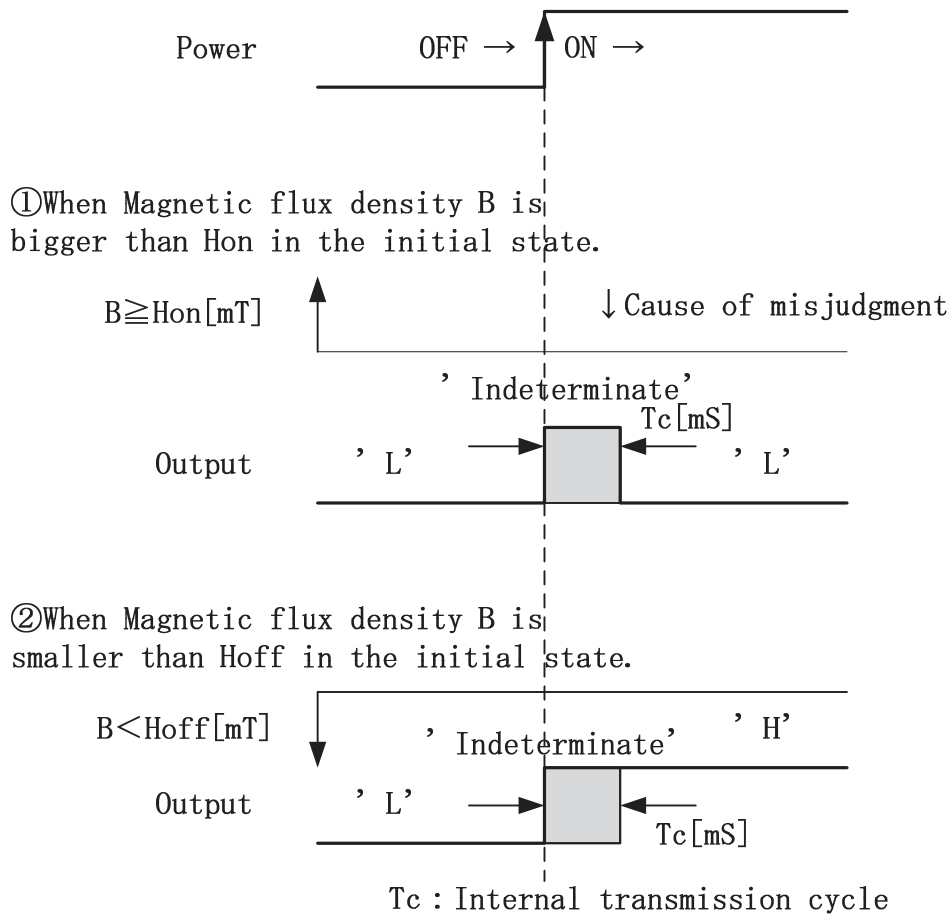 Power OFF → ON →
①When Magnetic flux density B is
bigger than Hon in the initial state.
B≧Hon[mT]
↓Cause of misjudgment
'Indeterminate'
Tc[mS]
Output 'L' 'L'
②When Magnetic flux density B is
smaller than Hoff in the initial state.
B＜Hoff[mT]
'Indeterminate' 'H'
Output 'L'
Tc[mS]
Tc：Internal transmission cycle